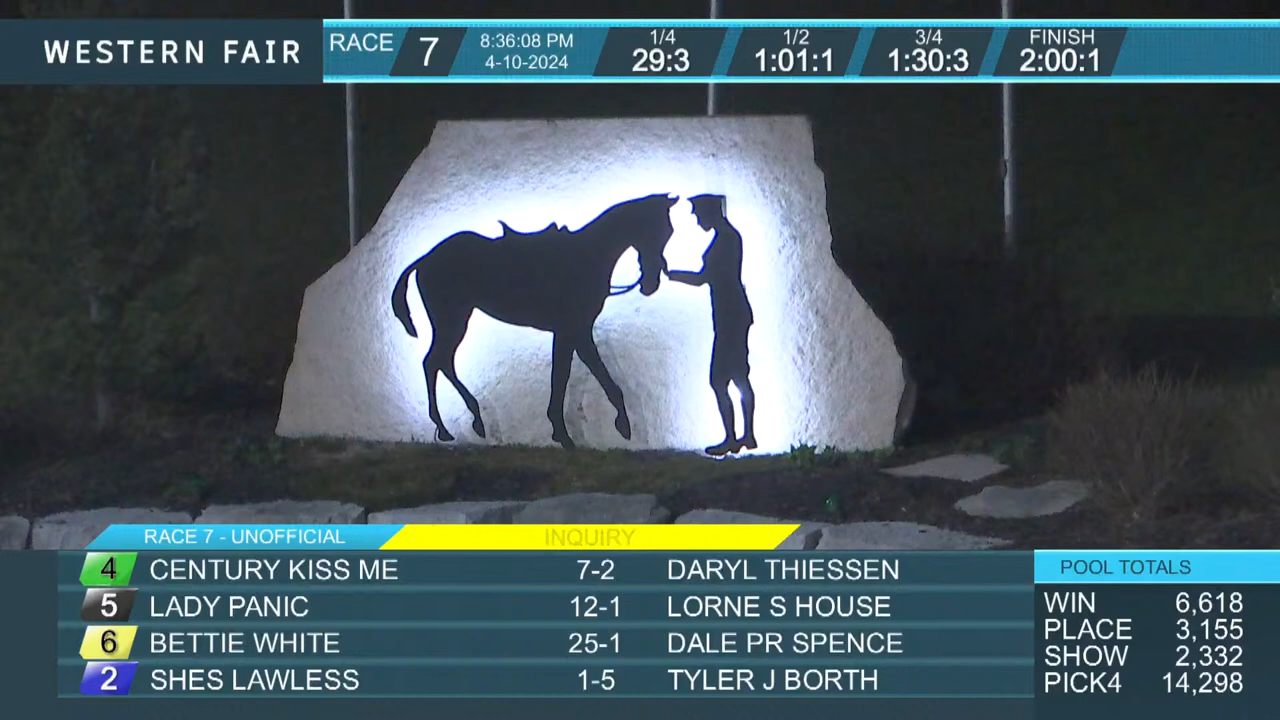 WESTERN FAIR
RACE 7
8:36:08 PM
4-10-2024
1/4
29:3
1/2
1:01:1
3/4
1:30:3
FINISH
2:00:1
RACE 7 - UNOFFICIAL
INQUIRY
4 CENTURY KISS ME 7-2 DARYL THIESSEN
5 LADY PANIC 12-1 LORNE S HOUSE
6 BETTIE WHITE 25-1 DALE PR SPENCE
2 SHES LAWLESS 1-5 TYLER J BORTH
POOL TOTALS
WIN 6,618
PLACE 3,155
SHOW 2,332
PICK4 14,298